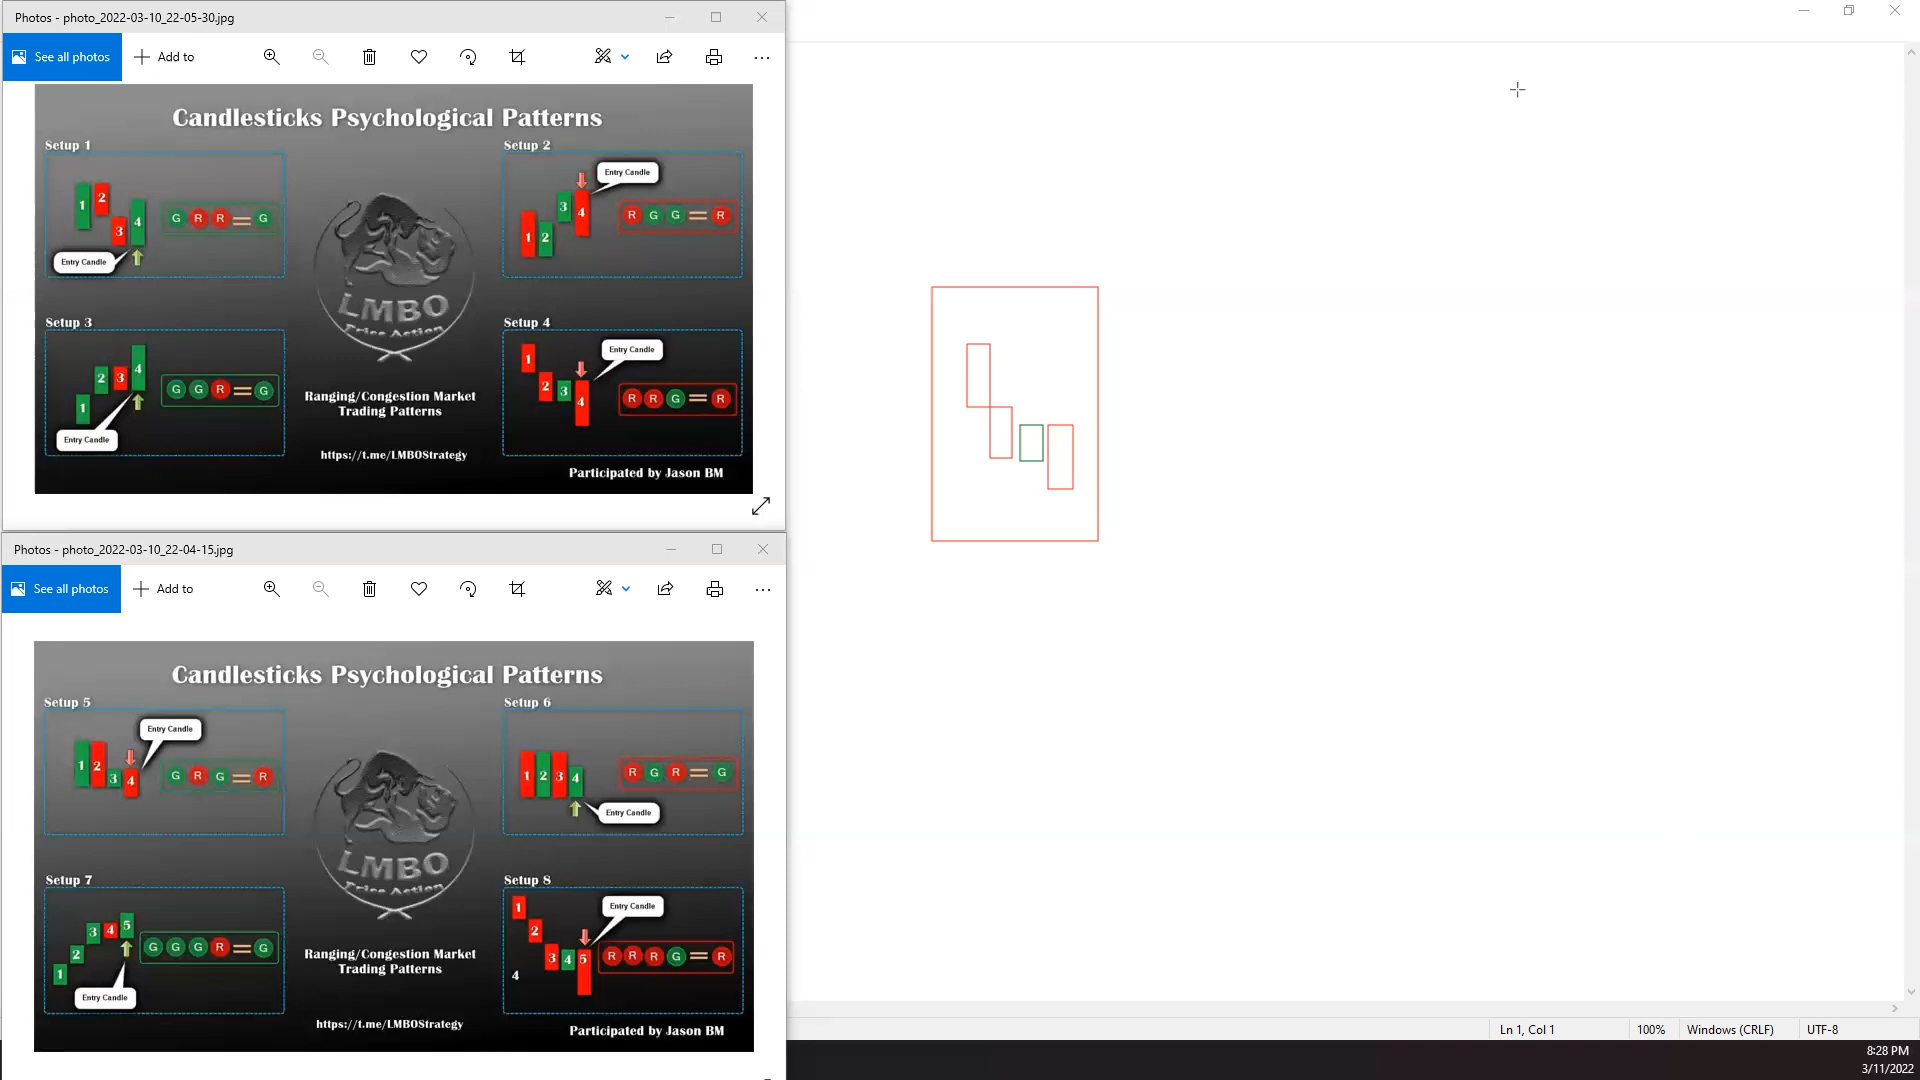 Photos - photo_2022-03-10_22-05-30.jpg
See all photos
Add to
Candlesticks Psychological Patterns
Setup 1
1
2
3
4
G R R = G
Entry Candle
Setup 2
Entry Candle
1
2
3
4
R G G = R
LMBO
Price Action
Setup 3
1
2
3
4
G G R = G
Entry Candle
Setup 4
Entry Candle
1
2
3
4
R R G = R
Ranging/Congestion Market
Trading Patterns
https://t.me/LMBOStrategy
Participated by Jason BM
Photos - photo_2022-03-10_22-04-15.jpg
See all photos
Add to
Candlesticks Psychological Patterns
Setup 5
Entry Candle
1
2
3
4
G R G = R
Setup 6
1
2
3
4
R G R = G
Entry Candle
LMBO
Price Action
Setup 7
1
2
3
4
5
G G G R = G
Entry Candle
Setup 8
Entry Candle
1
2
3
4
5
4
R R R G = R
Ranging/Congestion Market
Trading Patterns
https://t.me/LMBOStrategy
Participated by Jason BM
Ln 1, Col 1
100%
Windows (CRLF)
UTF-8
8:28 PM
3/11/2022